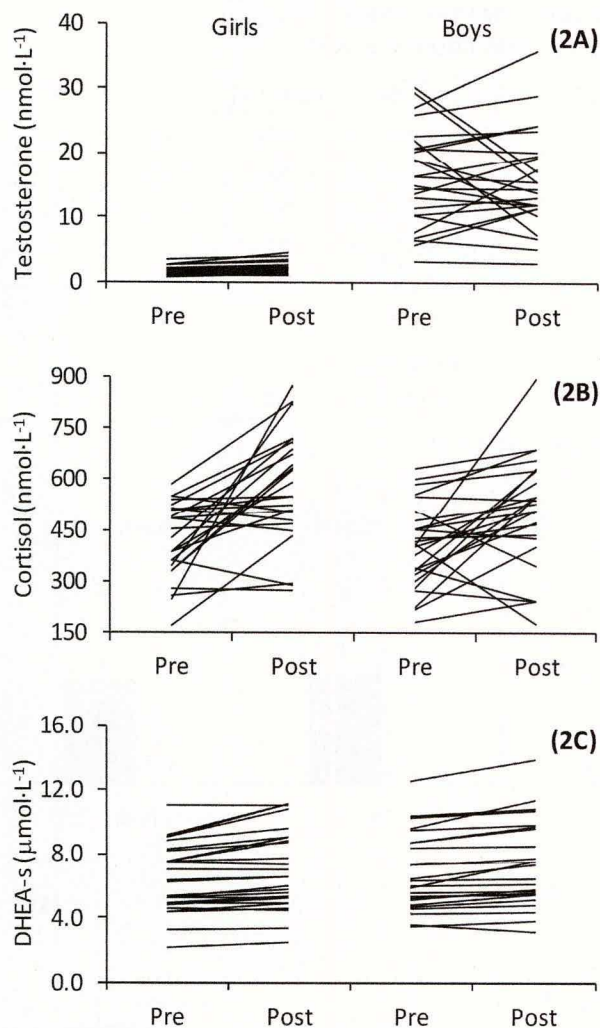 Girls Boys (2A)
Testosterone (nmol·L-1)
40
30
20
10
0
Pre Post Pre Post
(2B)
Cortisol (nmol·L-1)
900
750
600
450
300
150
Pre Post Pre Post
(2C)
DHEA-s (μmol·L-1)
16.0
12.0
8.0
4.0
0.0
Pre Post Pre Post